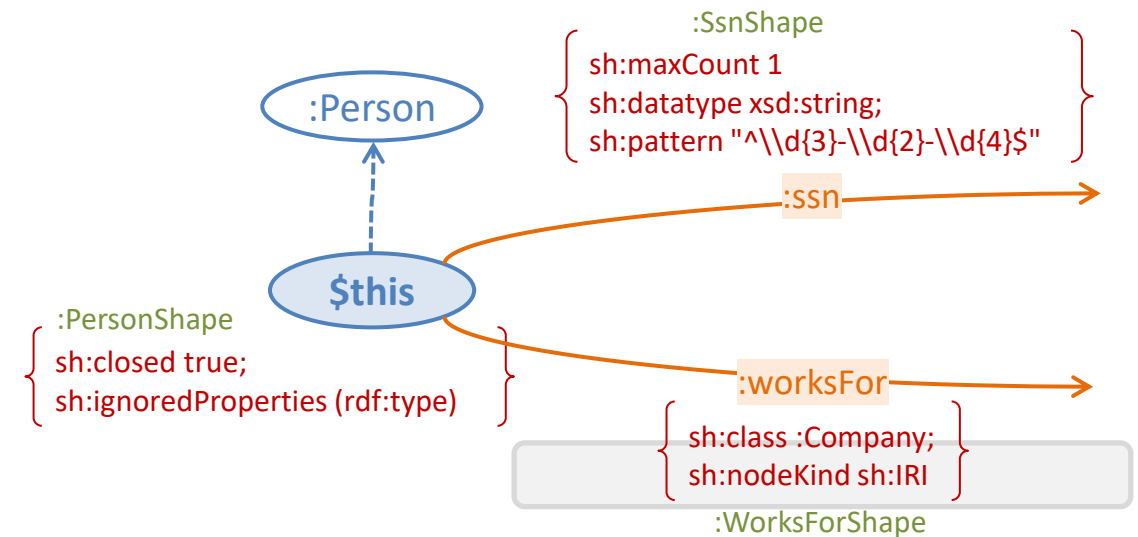 :SsnShape
sh:maxCount 1
sh:datatype xsd:string;
sh:pattern "^\\d{3}-\\d{2}-\\d{4}$"
:Person
:ssn
$this
:PersonShape
sh:closed true;
sh:ignoredProperties (rdf:type)
:worksFor
sh:class :Company;
sh:nodeKind sh:IRI
:WorksForShape